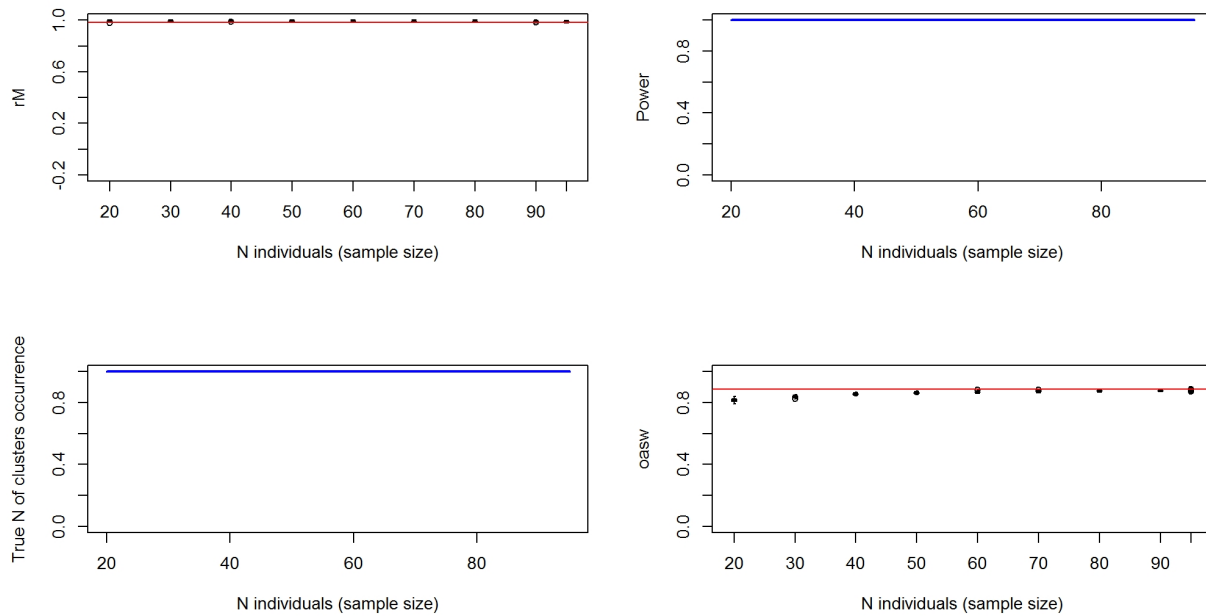 rM
1.0
0.6
0.2
-0.2
20 30 40 50 60 70 80 90
N individuals (sample size)
Power
0.8
0.4
0.0
20 40 60 80
N individuals (sample size)
True N of clusters occurrence
0.8
0.4
0.0
20 40 60 80
N individuals (sample size)
oasw
0.8
0.4
0.0
20 30 40 50 60 70 80 90
N individuals (sample size)